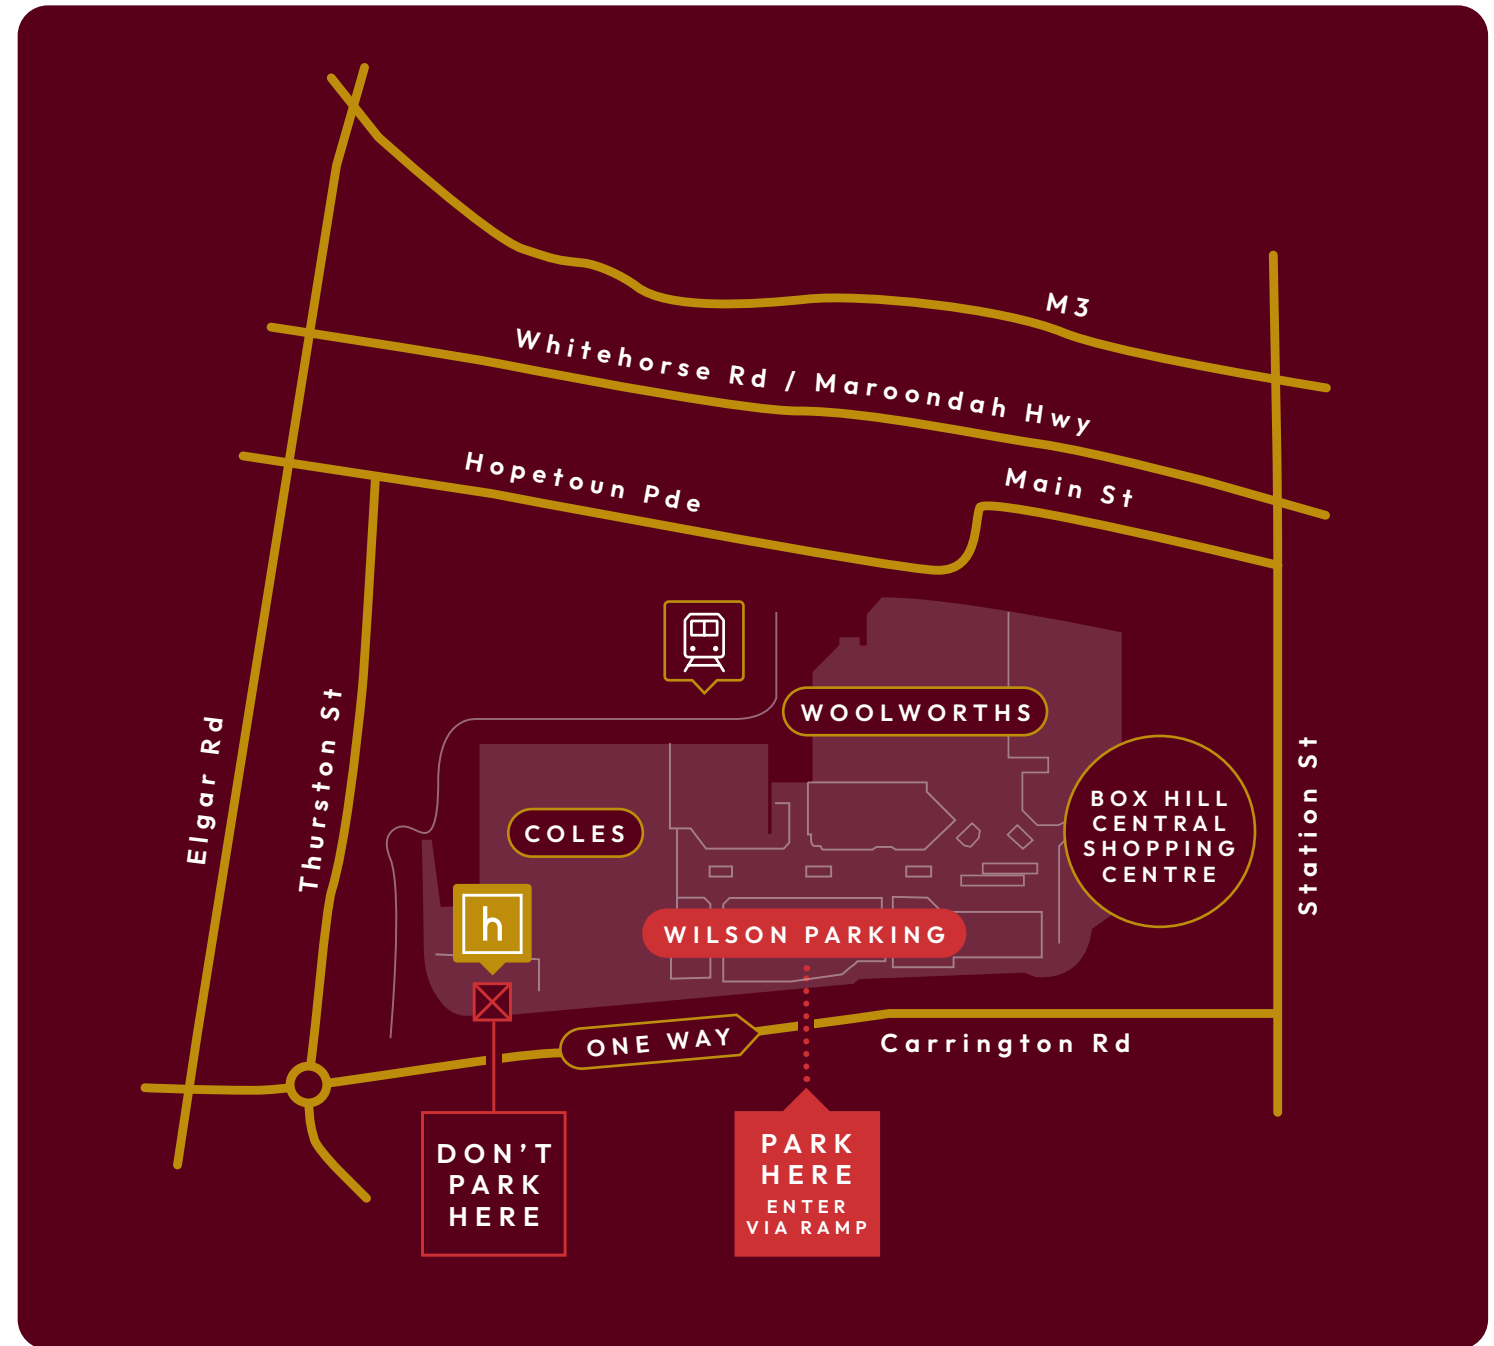 M3
Whitehorse Rd / Maroondah Hwy
Hopetoun Pde
Main St
Elgar Rd
Thurston St
Station St
WOOLWORTHS
COLES
BOX HILL
CENTRAL
SHOPPING
CENTRE
h
WILSON PARKING
ONE WAY
Carrington Rd
DON'T
PARK
HERE
PARK
HERE
ENTER
VIA RAMP